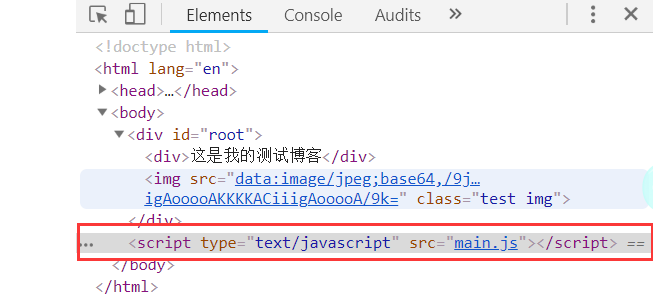 Elements Console Audits »
<!doctype html>
<html lang="en">
<head>…</head>
<body>
<div id="root">
<div>这是我的测试博客</div>
<img src="data:image/jpeg;base64,/9j…
igAooooAKKKKACiiigAooooA/9k=" class="test img">
</div>
… <script type="text/javascript" src="main.js"></script> ==
</body>
</html>